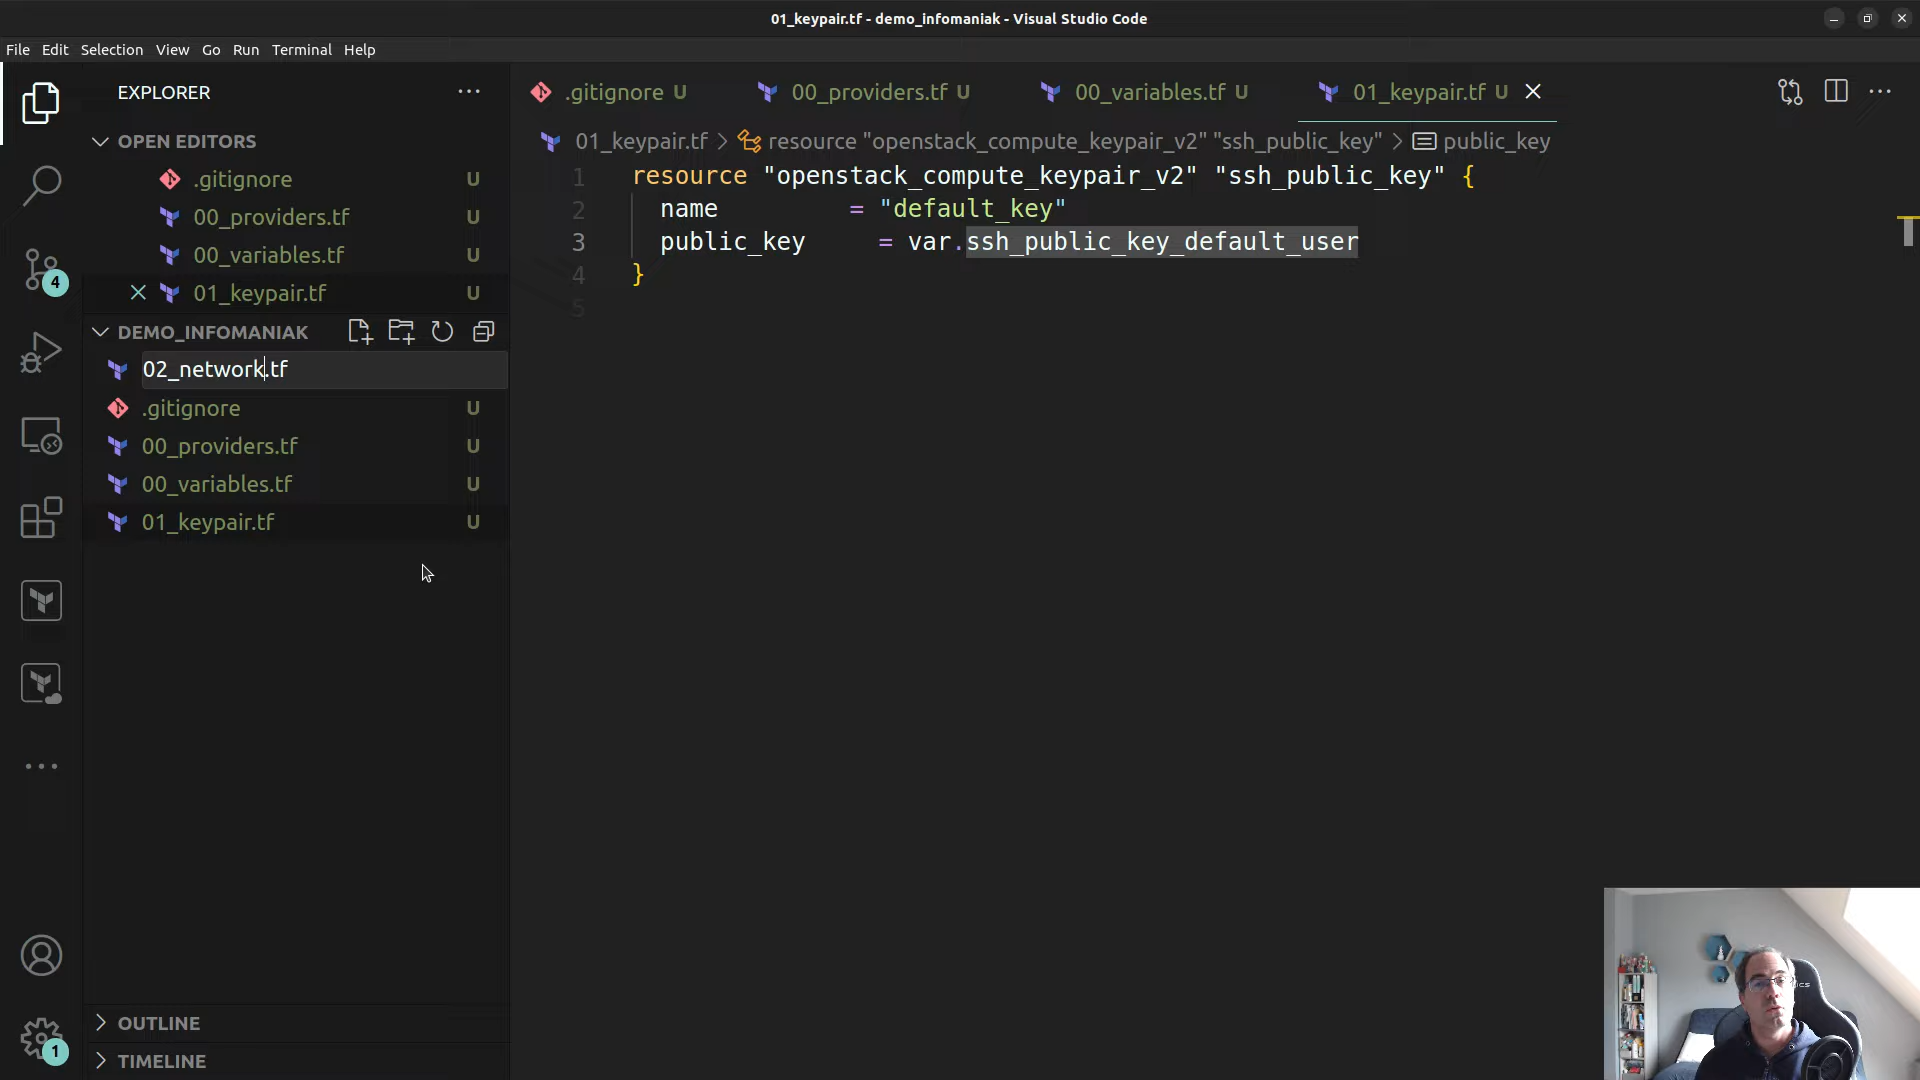 01_keypair.tf - demo_infomaniak - Visual Studio Code
File Edit Selection View Go Run Terminal Help
EXPLORER
.gitignore U
00_providers.tf U
00_variables.tf U
01_keypair.tf U
OPEN EDITORS
01_keypair.tf > resource "openstack_compute_keypair_v2" "ssh_public_key" > public_key
.gitignore U
00_providers.tf U
00_variables.tf U
01_keypair.tf U
DEMO_INFOMANIAK
02_network.tf
.gitignore U
00_providers.tf U
00_variables.tf U
01_keypair.tf U
1 resource "openstack_compute_keypair_v2" "ssh_public_key" {
2 name = "default_key"
3 public_key = var.ssh_public_key_default_user
4 }
5
4
1
OUTLINE
TIMELINE